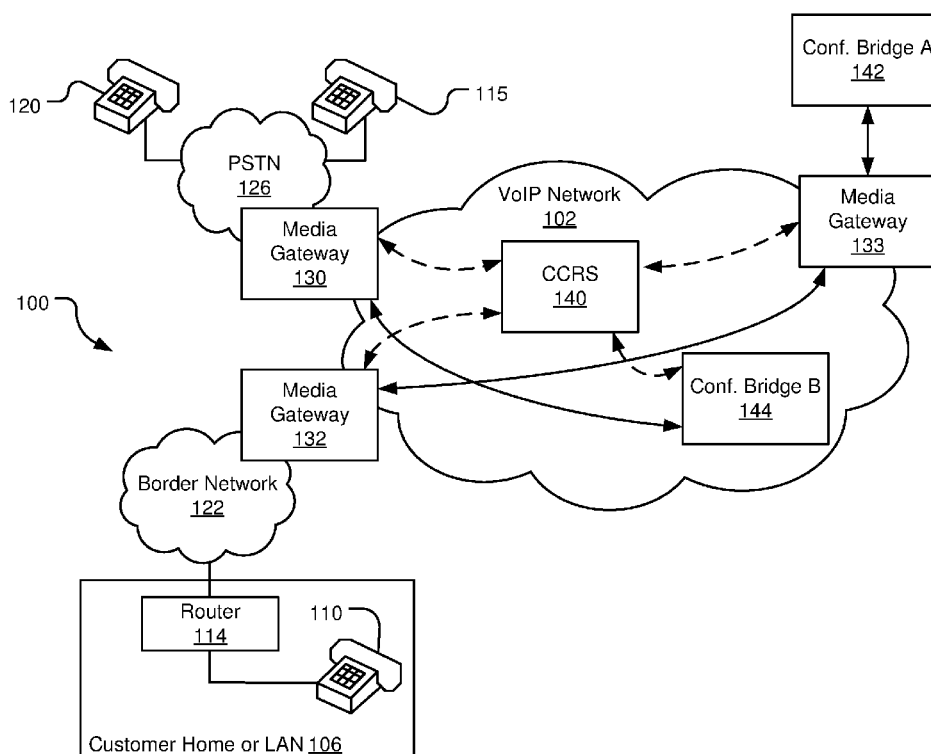 Conf. Bridge A
142
120
115
PSTN
126
VoIP Network
102
Media
Gateway
133
Media
Gateway
130
CCRS
140
100
Media
Gateway
132
Conf. Bridge B
144
Border Network
122
Router
114
110
Customer Home or LAN 106